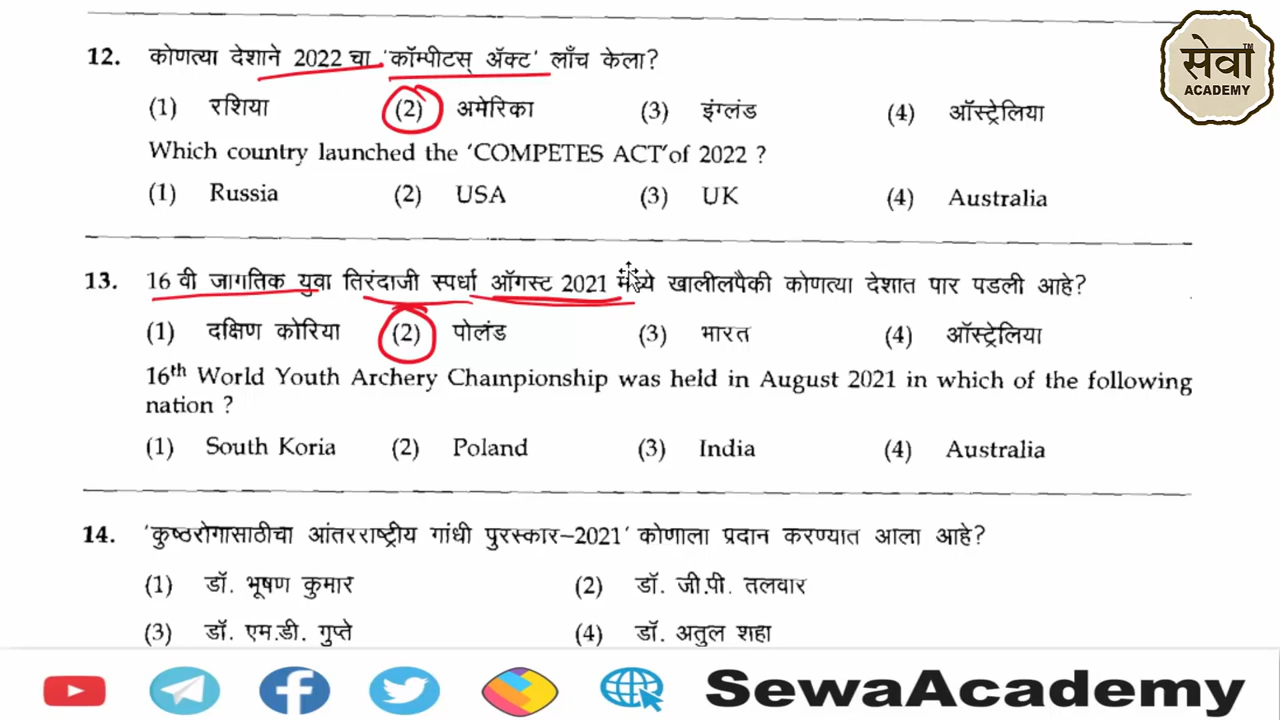 सेवा
TM
ACADEMY
12. कोणत्या देशाने 2022 चा 'कॉम्पीटस् ॲक्ट' लाँच केला?
(1) रशिया (2) अमेरिका (3) इंग्लंड (4) ऑस्ट्रेलिया
Which country launched the 'COMPETES ACT'of 2022 ?
(1) Russia (2) USA (3) UK (4) Australia
13. 16 वी जागतिक युवा तिरंदाजी स्पर्धा ऑगस्ट 2021 मध्ये खालीलपैकी कोणत्या देशात पार पडली आहे?
(1) दक्षिण कोरिया (2) पोलंड (3) भारत (4) ऑस्ट्रेलिया
16th World Youth Archery Championship was held in August 2021 in which of the following
nation ?
(1) South Koria (2) Poland (3) India (4) Australia
14. 'कुष्ठरोगासाठीचा आंतरराष्ट्रीय गांधी पुरस्कार–2021' कोणाला प्रदान करण्यात आला आहे?
(1) डॉ. भूषण कुमार (2) डॉ. जी.पी. तलवार
(3) डॉ. एम.डी. गुप्ते (4) डॉ. अतुल शहा
SewaAcademy